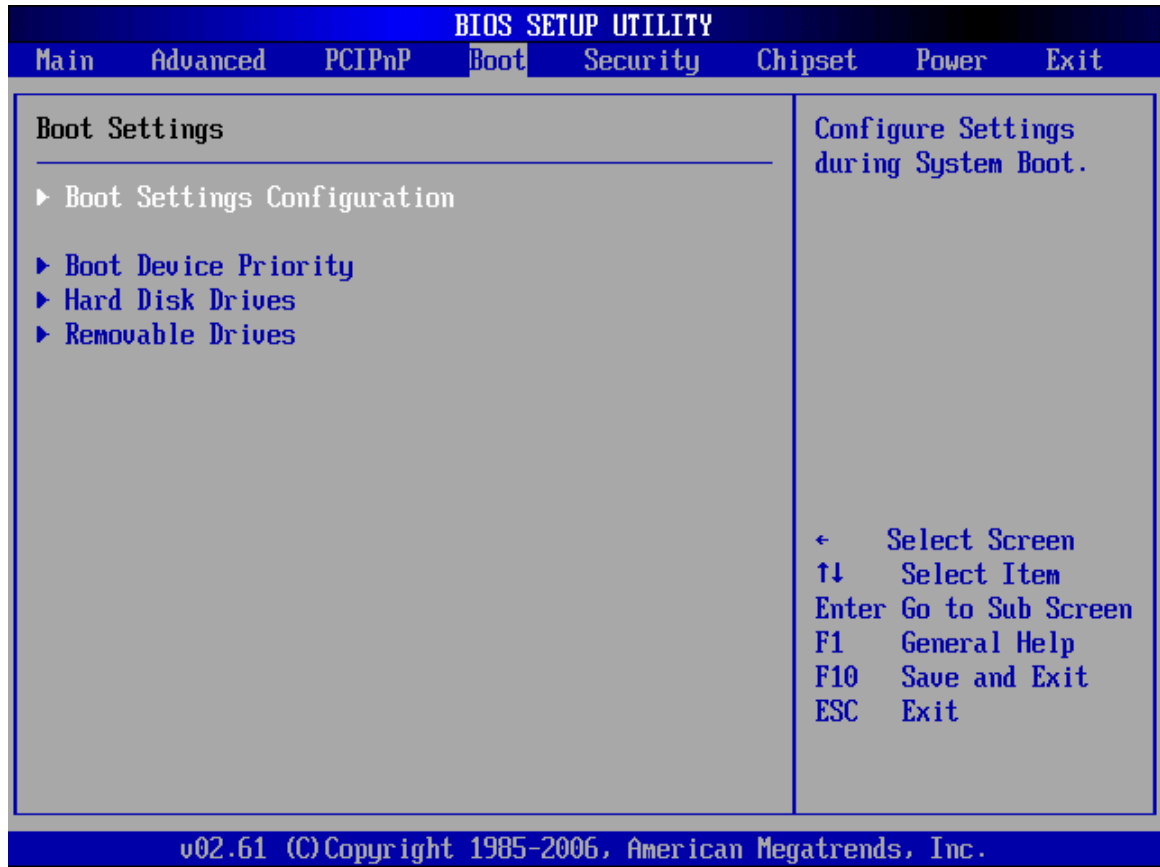 BIOS SETUP UTILITY
Main Advanced PCIPnP Boot Security Chipset Power Exit
Boot Settings
▶ Boot Settings Configuration
▶ Boot Device Priority
▶ Hard Disk Drives
▶ Removable Drives
Configure Settings
during System Boot.
← Select Screen
↑↓ Select Item
Enter Go to Sub Screen
F1 General Help
F10 Save and Exit
ESC Exit
v02.61 (C)Copyright 1985-2006, American Megatrends, Inc.